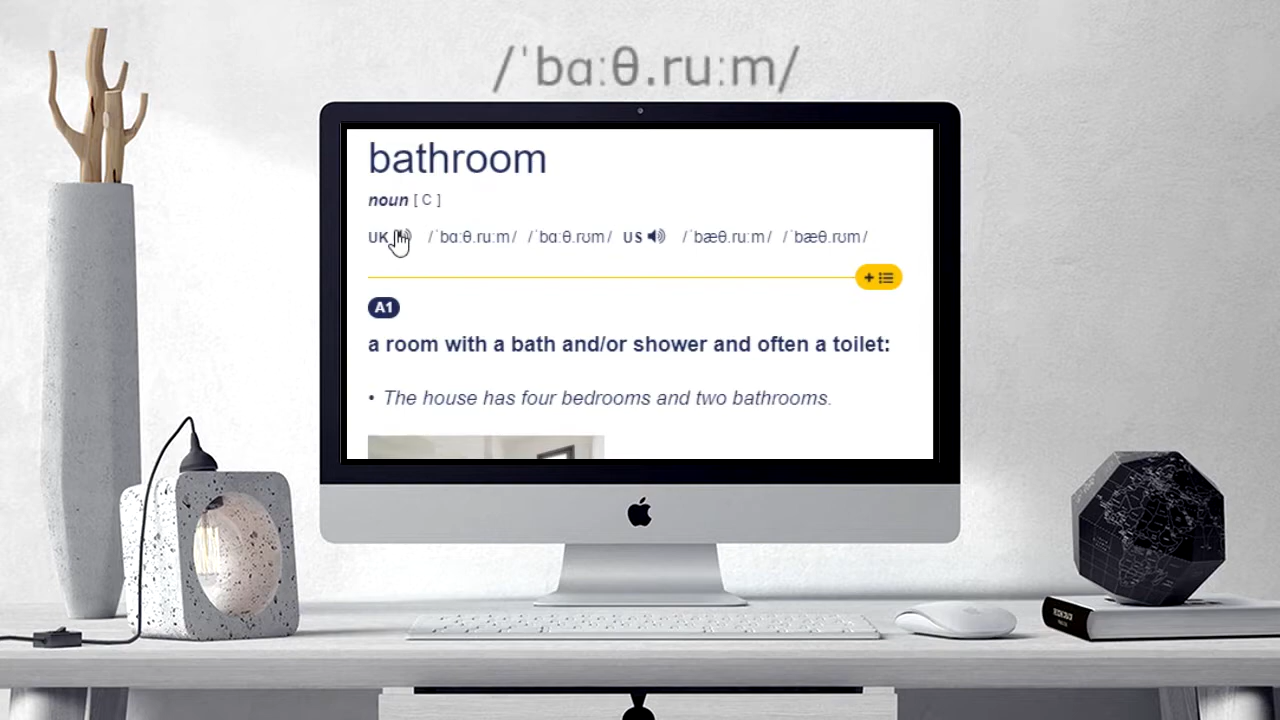 /ˈbɑːθ.ruːm/
bathroom
noun [ C ]
UK /ˈbɑːθ.ruːm/ /ˈbɑːθ.rʊm/ US /ˈbæθ.ruːm/ /ˈbæθ.rʊm/
A1
a room with a bath and/or shower and often a toilet:
• The house has four bedrooms and two bathrooms.